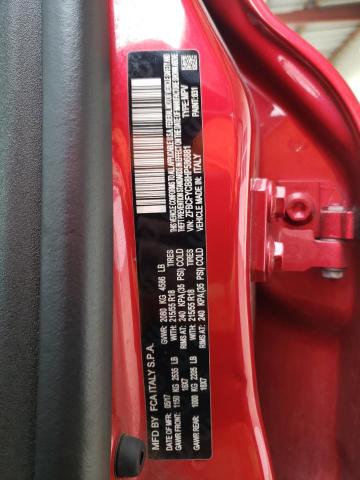 MFD BY FCA ITALY S.P.A.
DATE OF MFR: 05/17 GVWR: 2080 KG 4586 LB
GAWR FRONT: 1150 KG 2535 LB WITH: 215/55 R18
18X7 RIMS AT: 240 KPA(35 PSI) COLD
GAWR REAR: 1000 KG 2205 LB WITH: 215/55 R18
18X7 RIMS AT: 240 KPA(35 PSI) COLD
VIN: ZFBCFYCB8HP586881
VEHICLE MADE IN: ITALY
TYPE: MPV